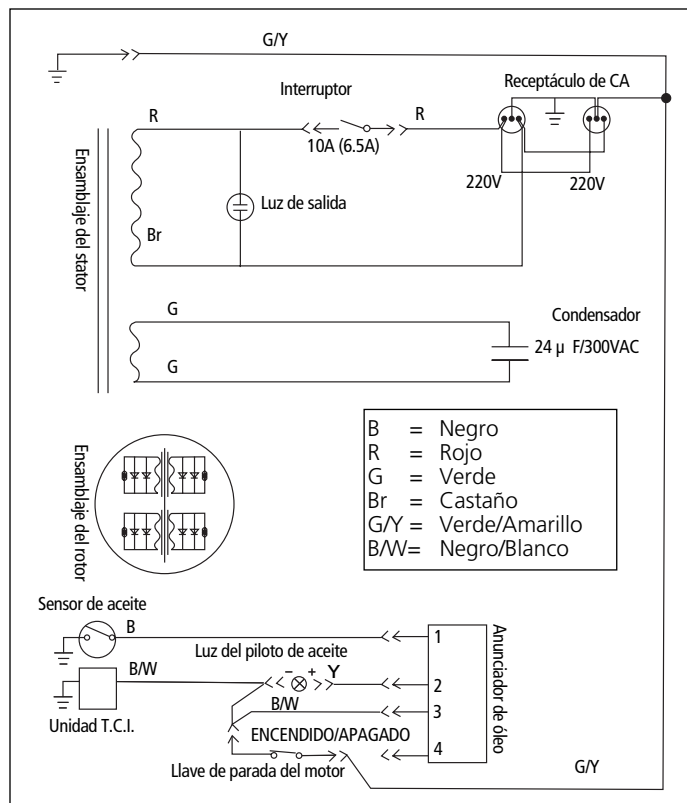 G/Y
Interruptor
Receptáculo de CA
R
R
10A (6.5A)
220V
220V
Luz de salida
Br
Ensamblaje del stator
G
Condensador
24 µ F/300VAC
G
B = Negro
R = Rojo
G = Verde
Br = Castaño
G/Y = Verde/Amarillo
B/W= Negro/Blanco
Ensamblaje del rotor
Sensor de aceite
B
1
Luz del piloto de aceite
B/W
- + Y
2
B/W
3
Unidad T.C.I.
ENCENDIDO/APAGADO
4
Anunciador de óleo
Llave de parada del motor
G/Y